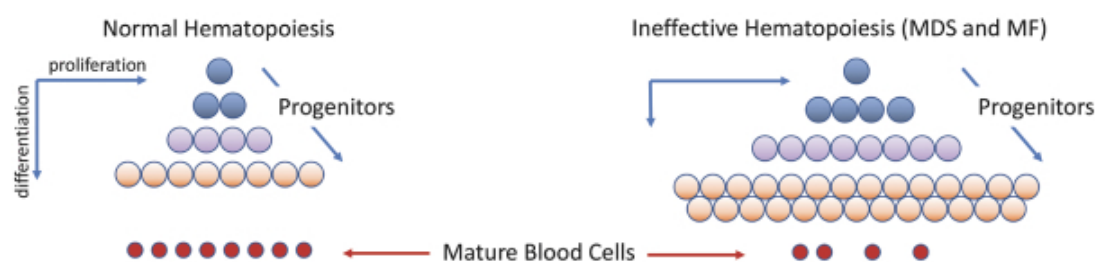 Normal Hematopoiesis
Ineffective Hematopoiesis (MDS and MF)
proliferation
differentiation
Progenitors
Progenitors
Mature Blood Cells